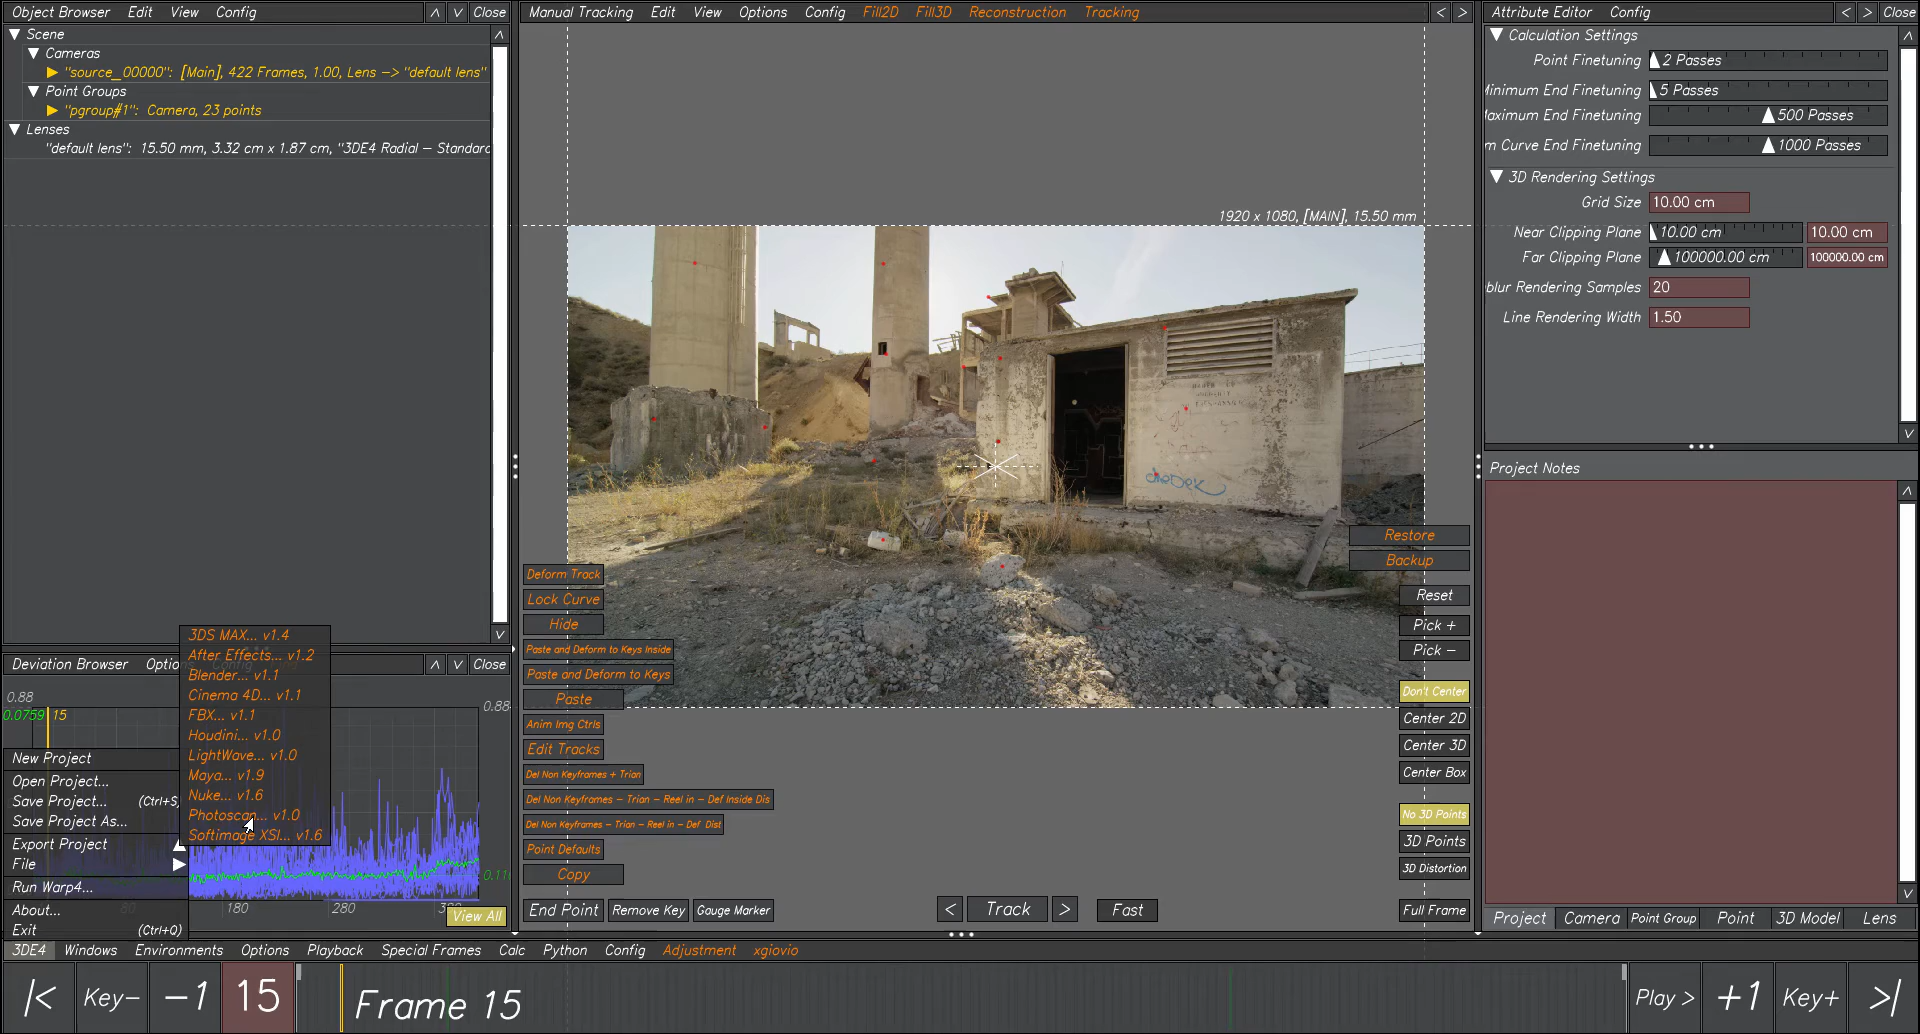 Object Browser Edit View Config Close
Scene
Cameras
"source_00000": [Main], 422 Frames, 1.00, Lens -> "default lens"
Point Groups
"pgroup#1": Camera, 23 points
Lenses
"default lens": 15.50 mm, 3.32 cm x 1.87 cm, "3DE4 Radial - Standard
Manual Tracking Edit View Options Config Fill2D Fill3D Reconstruction Tracking < >
1920 x 1080, [MAIN], 15.50 mm
Deform Track
Lock Curve
Hide
Paste and Deform to Keys Inside
Paste and Deform to Keys
Paste
Anim Img Ctrls
Edit Tracks
Del Non Keyframes + Trian
Del Non Keyframes - Trian - Reel in - Def Inside Dis
Del Non Keyframes - Trian - Reel in - Def Dist
Point Defaults
Copy
End Point Remove Key Gauge Marker < Track > Fast
Restore
Backup
Reset
Pick +
Pick -
Don't Center
Center 2D
Center 3D
Center Box
No 3D Points
3D Points
3D Distortion
Full Frame
Attribute Editor Config < > Close
Calculation Settings
Point Finetuning 2 Passes
Minimum End Finetuning 5 Passes
Maximum End Finetuning 500 Passes
m Curve End Finetuning 1000 Passes
3D Rendering Settings
Grid Size 10.00 cm
Near Clipping Plane 10.00 cm 10.00 cm
Far Clipping Plane 100000.00 cm 100000.00 cm
blur Rendering Samples 20
Line Rendering Width 1.50
Project Notes
Project Camera Point Group Point 3D Model Lens
Deviation Browser Options Config Close
0.88 0.88
0.0759 15
180 280
View All
3DS MAX... v1.4
After Effects... v1.2
Blender... v1.1
Cinema 4D... v1.1
FBX... v1.1
Houdini... v1.0
LightWave... v1.0
Maya... v1.9
Nuke... v1.6
Photoscan... v1.0
Softimage XSI... v1.6
New Project
Open Project...
Save Project... (Ctrl+S)
Save Project As...
Export Project
File
Run Warp4...
About...
Exit (Ctrl+Q)
3DE4 Windows Environments Options Playback Special Frames Calc Python Config Adjustment xgiovio
|< Key- -1 15 Frame 15 Play > +1 Key+ >|